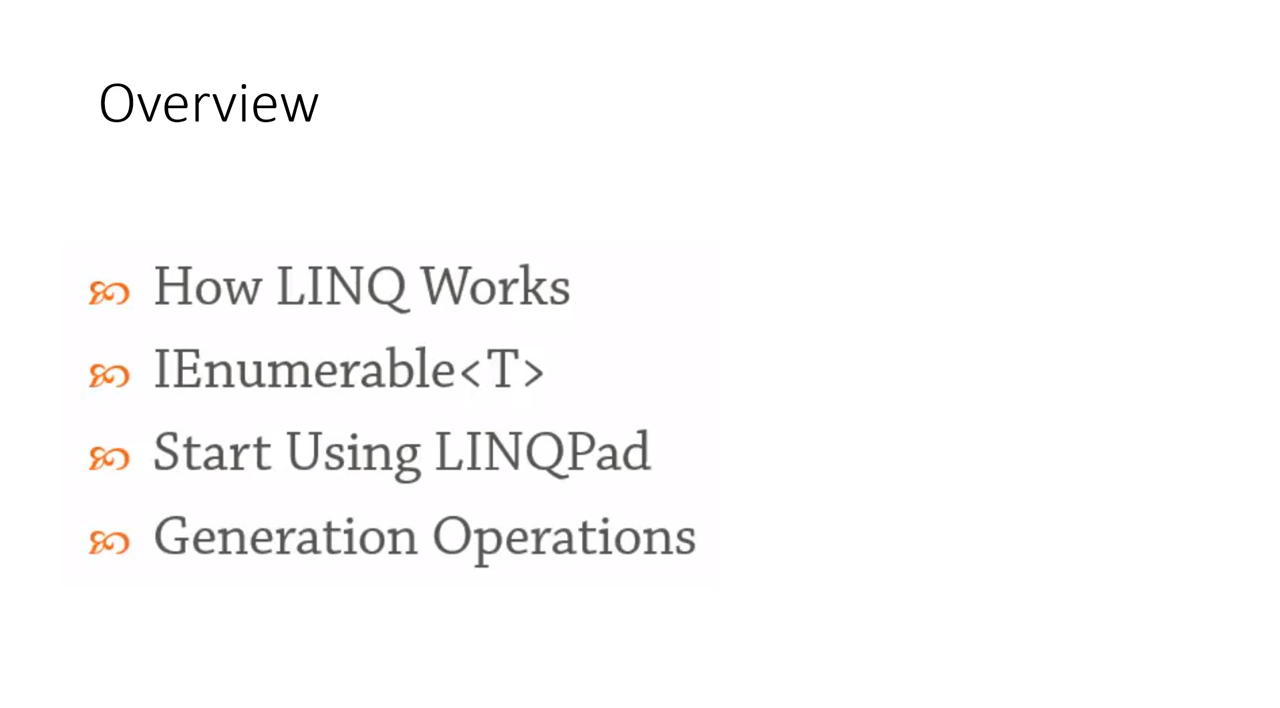 Overview
How LINQ Works
IEnumerable<T>
Start Using LINQPad
Generation Operations